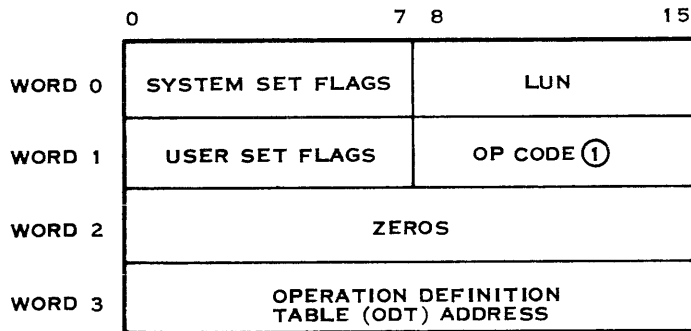 0 7 8 15
WORD 0 SYSTEM SET FLAGS LUN
WORD 1 USER SET FLAGS OP CODE ①
WORD 2 ZEROS
WORD 3 OPERATION DEFINITION
TABLE (ODT) ADDRESS